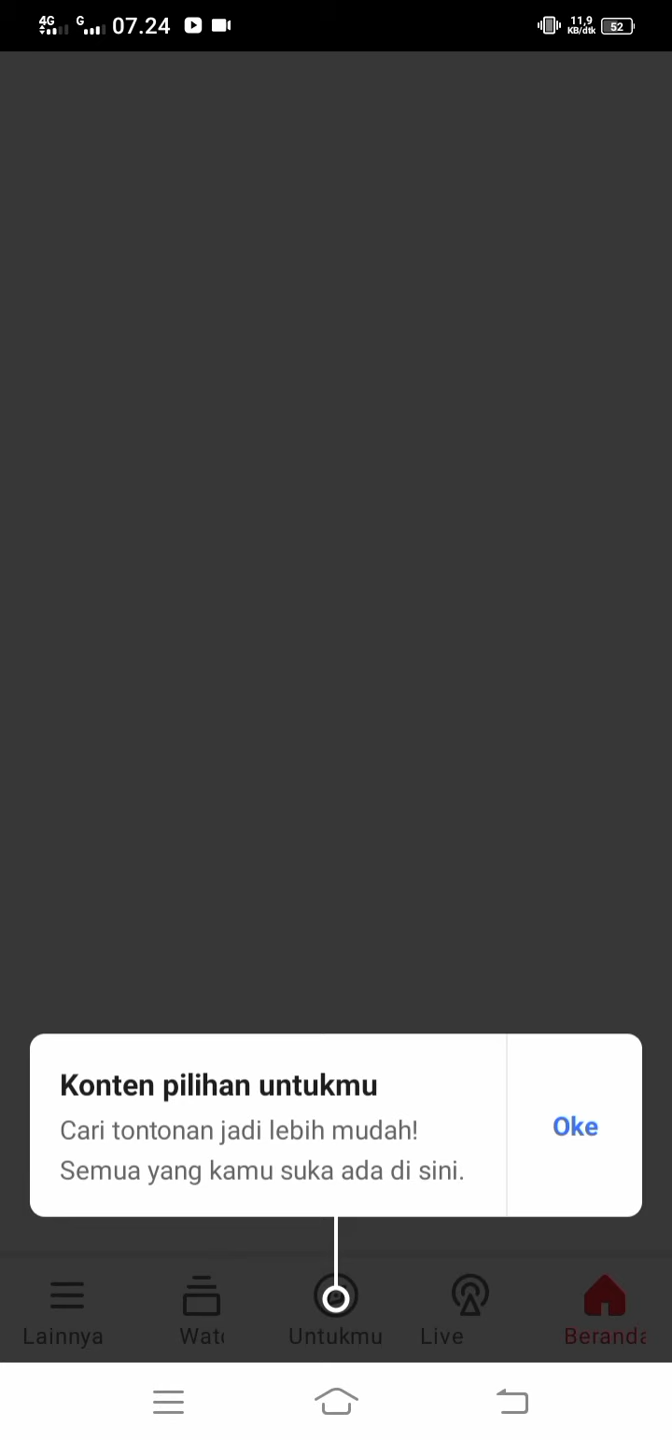 4G G 07.24 11,9 KB/dtk 52
Konten pilihan untukmu
Cari tontonan jadi lebih mudah!
Semua yang kamu suka ada di sini.
Oke
Lainnya Untukmu Live